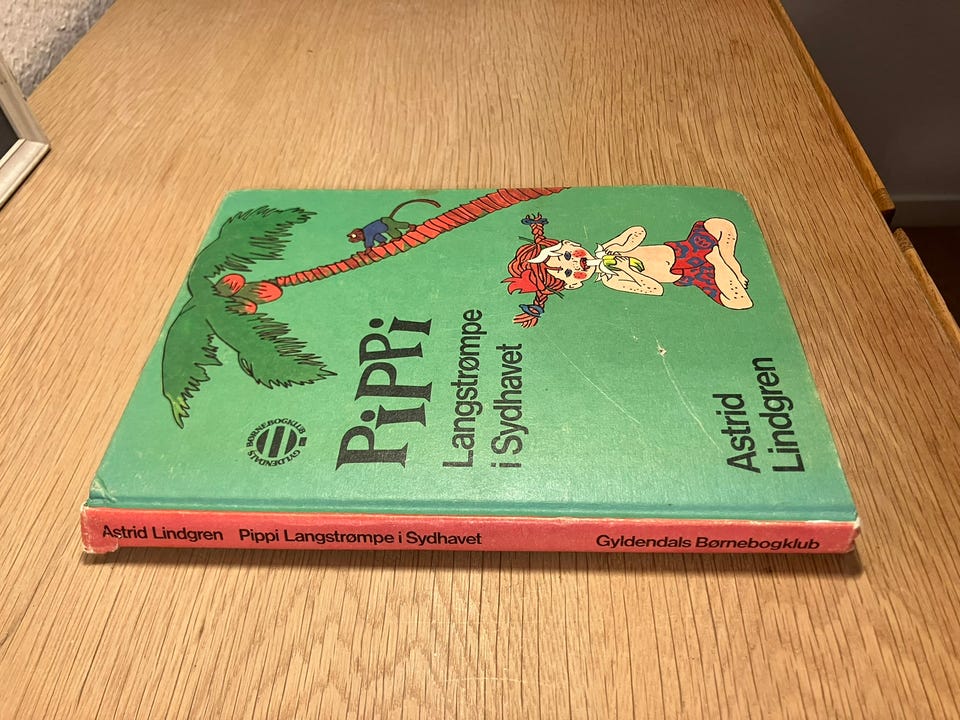 PiPPi
Langstrømpe
i Sydhavet
Astrid
Lindgren
GYLDENDALS BØRNEBOGKLUB
Astrid Lindgren Pippi Langstrømpe i Sydhavet Gyldendals Børnebogklub